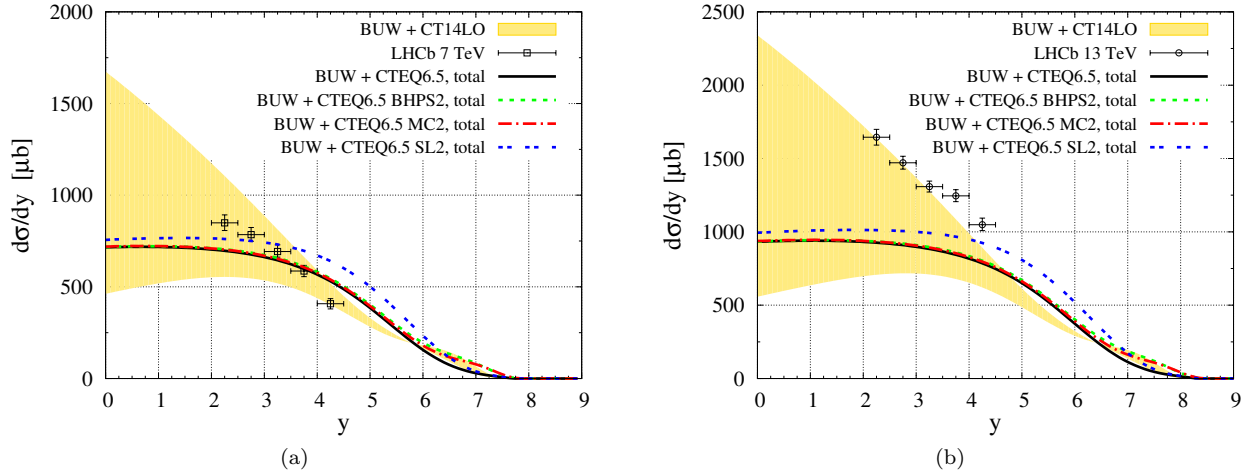 2000
1500
1000
500
0
dσ/dy [μb]
BUW + CT14LO
LHCb 7 TeV
BUW + CTEQ6.5, total
BUW + CTEQ6.5 BHPS2, total
BUW + CTEQ6.5 MC2, total
BUW + CTEQ6.5 SL2, total
0 1 2 3 4 5 6 7 8 9
y
(a)
2500
2000
1500
1000
500
0
dσ/dy [μb]
BUW + CT14LO
LHCb 13 TeV
BUW + CTEQ6.5, total
BUW + CTEQ6.5 BHPS2, total
BUW + CTEQ6.5 MC2, total
BUW + CTEQ6.5 SL2, total
0 1 2 3 4 5 6 7 8 9
y
(b)